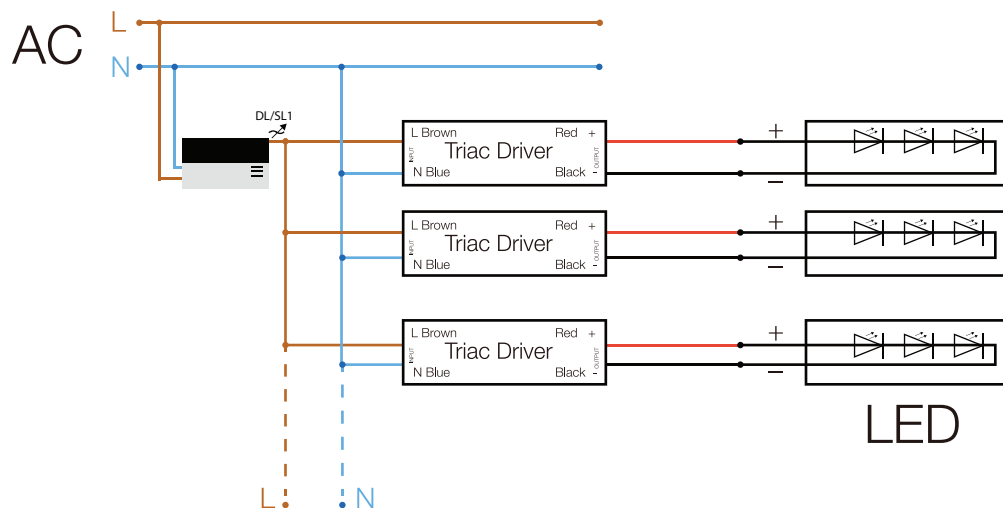 AC
L
N
DL/SL1
L Brown
Red +
INPUT
Triac Driver
OUTPUT
N Blue
Black -
+
−
L Brown
Red +
INPUT
Triac Driver
OUTPUT
N Blue
Black -
+
−
L Brown
Red +
INPUT
Triac Driver
OUTPUT
N Blue
Black -
+
−
LED
L
N